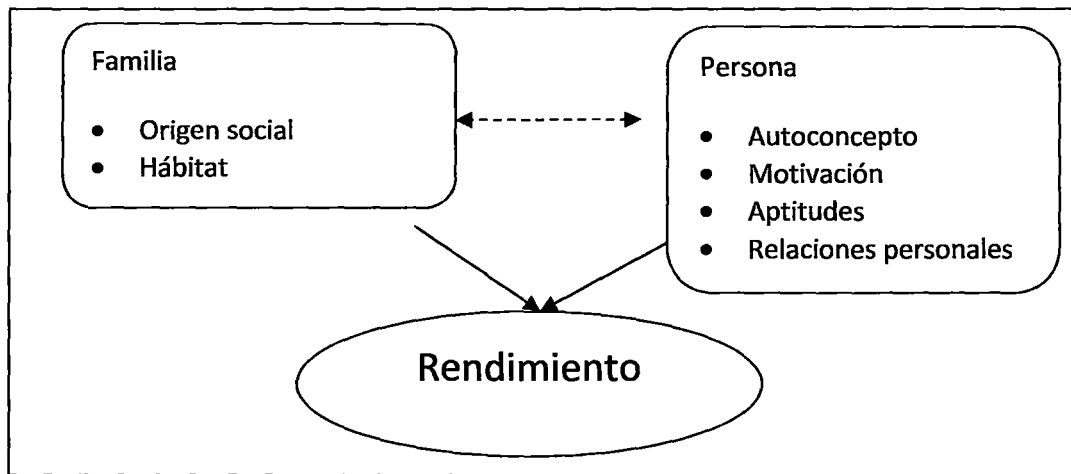 Familia
• Origen social
• Hábitat
Persona
• Autoconcepto
• Motivación
• Aptitudes
• Relaciones personales
Rendimiento